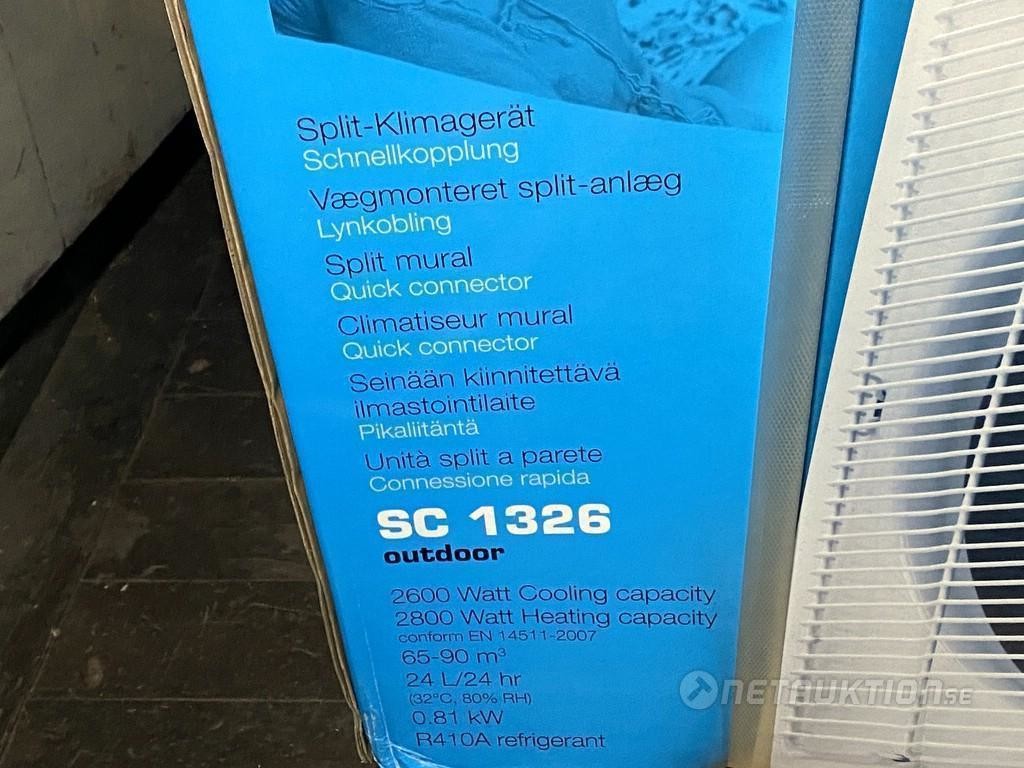 Split-Klimagerät
Schnellkopplung
Vægmonteret split-anlæg
Lynkobling
Split mural
Quick connector
Climatiseur mural
Quick connector
Seinään kiinnitettävä
ilmastointilaite
Pikaliitäntä
Unità split a parete
Connessione rapida
SC 1326
outdoor
2600 Watt Cooling capacity
2800 Watt Heating capacity
conform EN 14511-2007
65-90 m³
24 L/24 hr
(32°C, 80% RH)
0.81 kW
R410A refrigerant
NETAUKTION.SE